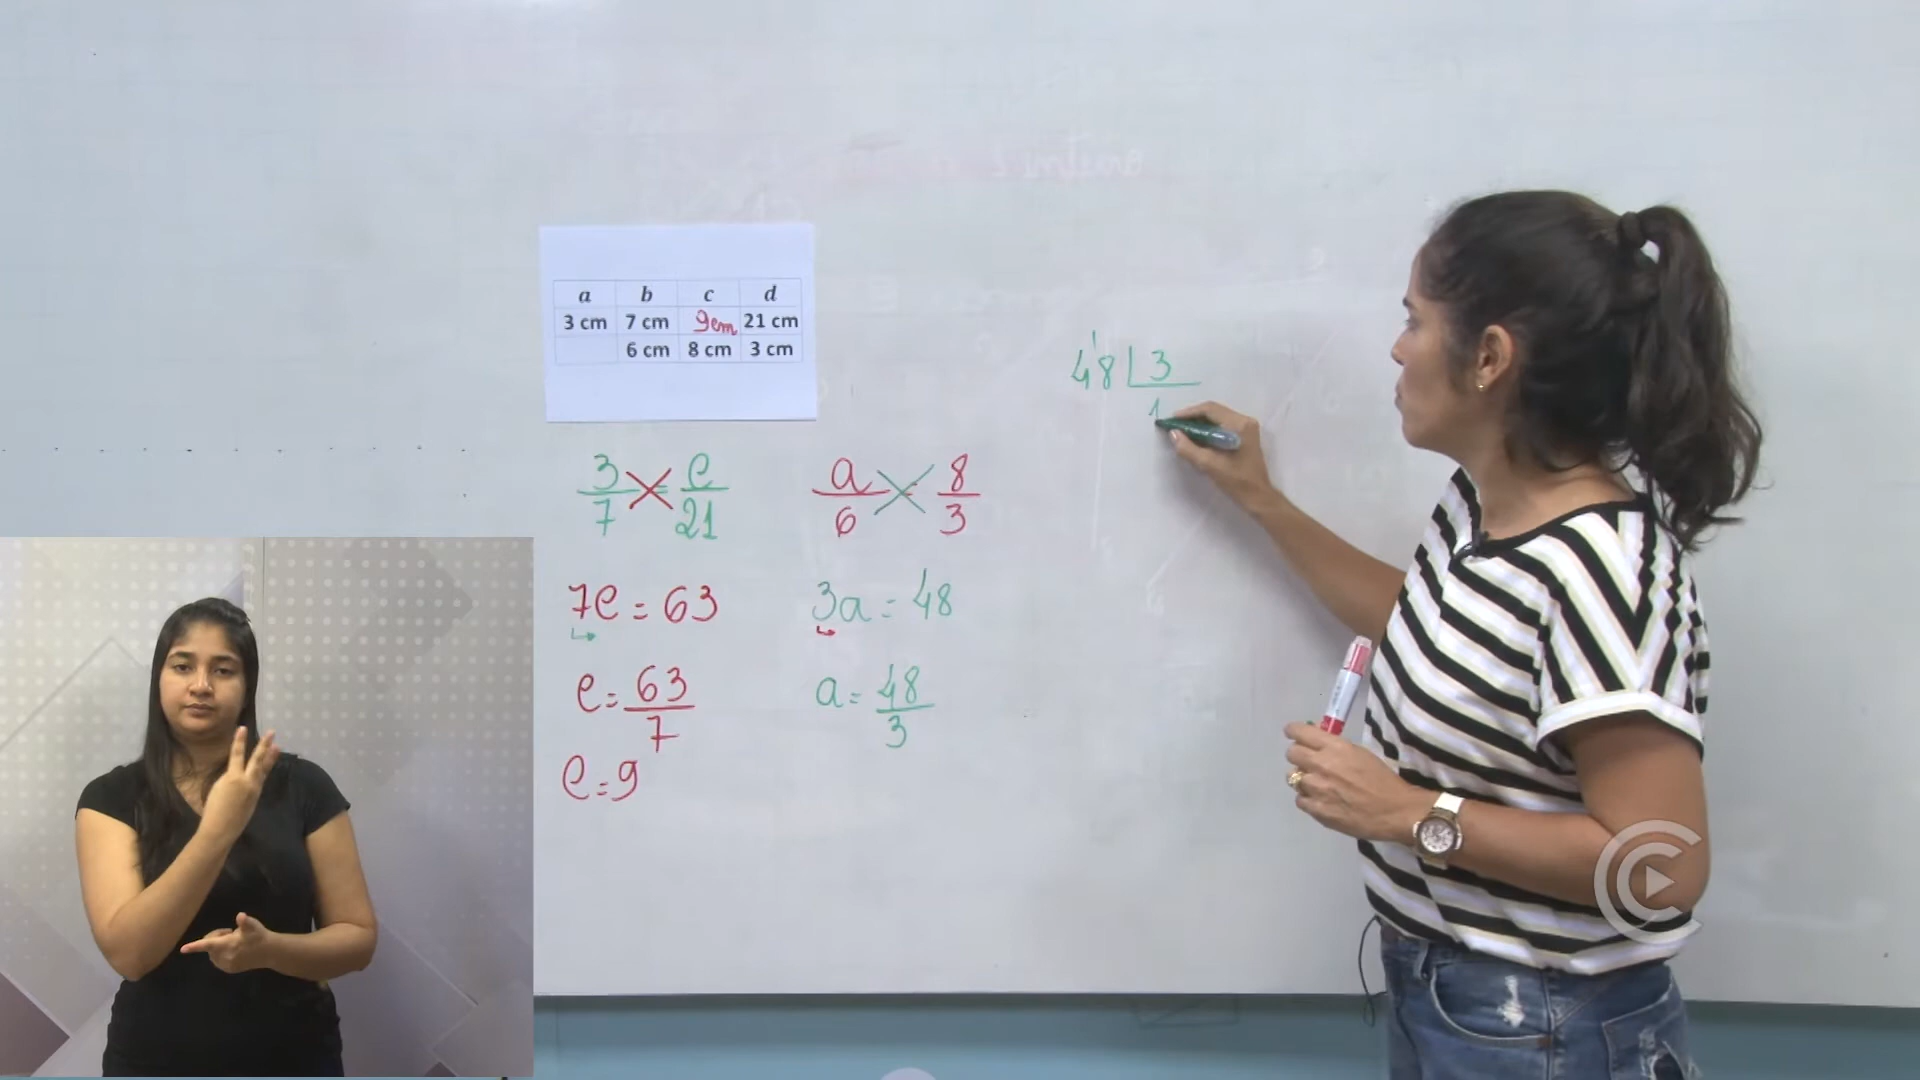 a b c d
3 cm 7 cm 9cm 21 cm
6 cm 8 cm 3 cm
48 3
1
3/7 = c/21
a/6 = 8/3
7c = 63
3a = 48
c = 63/7
a = 48/3
c = 9